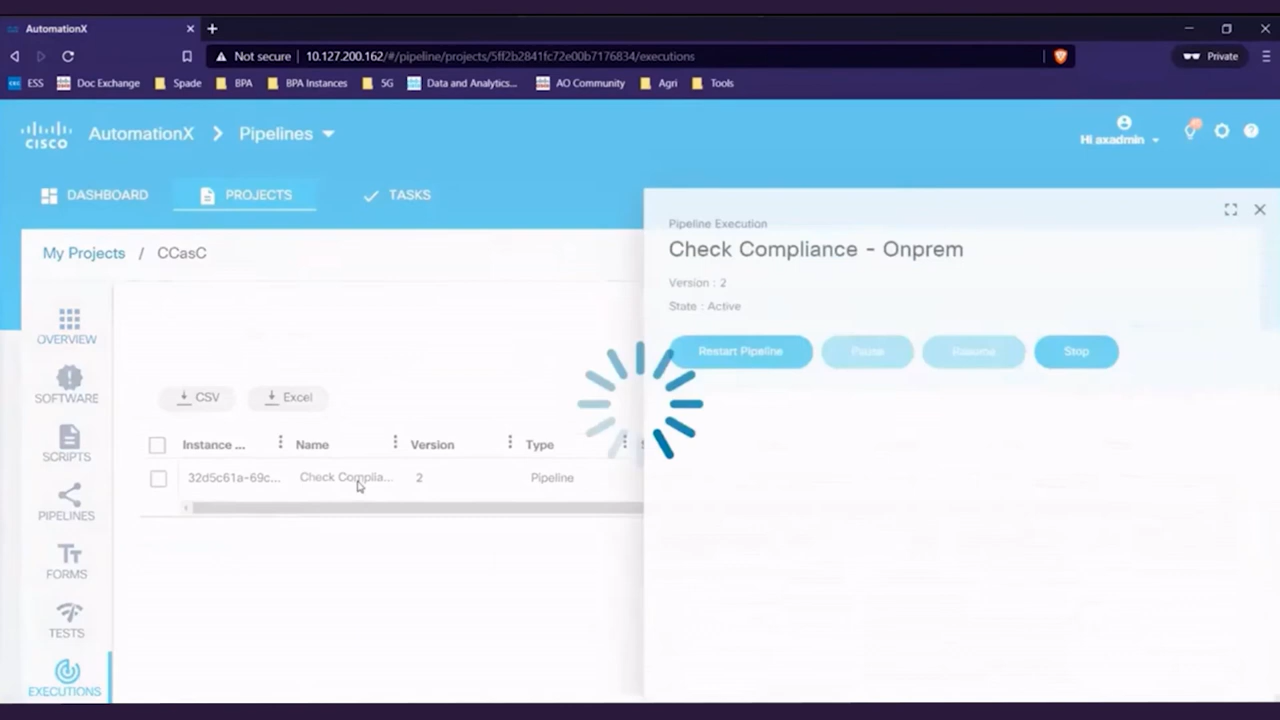 AutomationX
Not secure 10.127.200.162/#/pipeline/projects/5ff2b2841fc72e00b7176834/executions
Private
ESS Doc Exchange Spade BPA BPA Instances 5G Data and Analytics... AO Community Agri Tools
CISCO AutomationX Pipelines
Hi axadmin
DASHBOARD PROJECTS TASKS
My Projects / CCasC
OVERVIEW
SOFTWARE
SCRIPTS
PIPELINES
FORMS
TESTS
EXECUTIONS
CSV Excel
Instance ... Name Version Type
32d5c61a-69c... Check Complia... 2 Pipeline
Pipeline Execution
Check Compliance - Onprem
Version : 2
State : Active
Restart Pipeline Pause Resume Stop